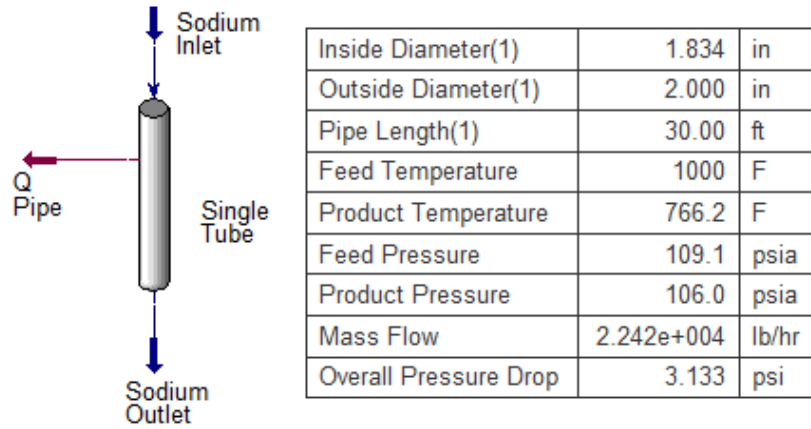 Sodium
Inlet
Q
Pipe
Single
Tube
Sodium
Outlet
Inside Diameter(1) 1.834 in
Outside Diameter(1) 2.000 in
Pipe Length(1) 30.00 ft
Feed Temperature 1000 F
Product Temperature 766.2 F
Feed Pressure 109.1 psia
Product Pressure 106.0 psia
Mass Flow 2.242e+004 lb/hr
Overall Pressure Drop 3.133 psi